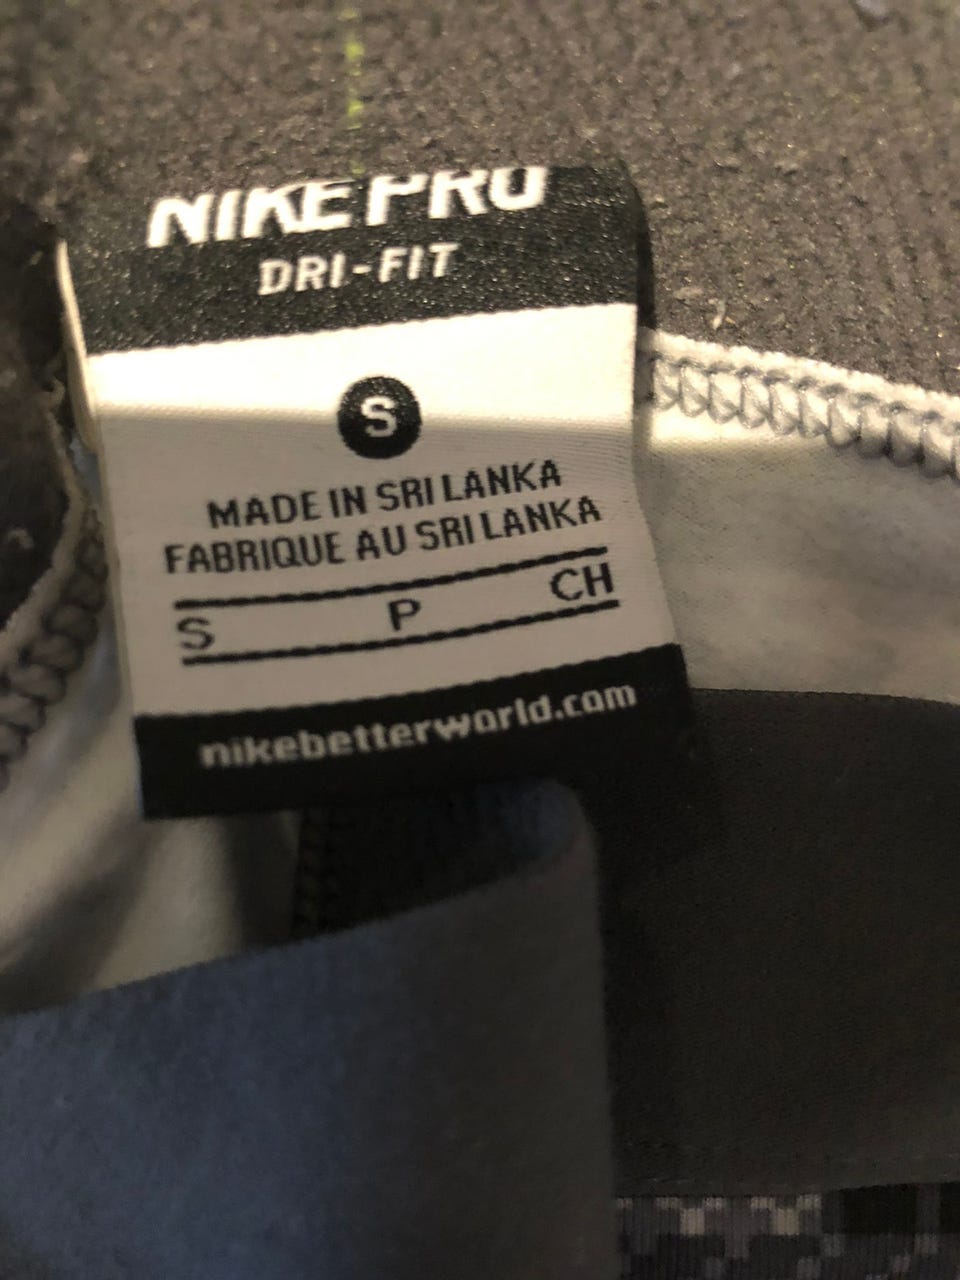 NIKE PRO
DRI-FIT
S
MADE IN SRI LANKA
FABRIQUE AU SRI LANKA
S P CH
nikebetterworld.com